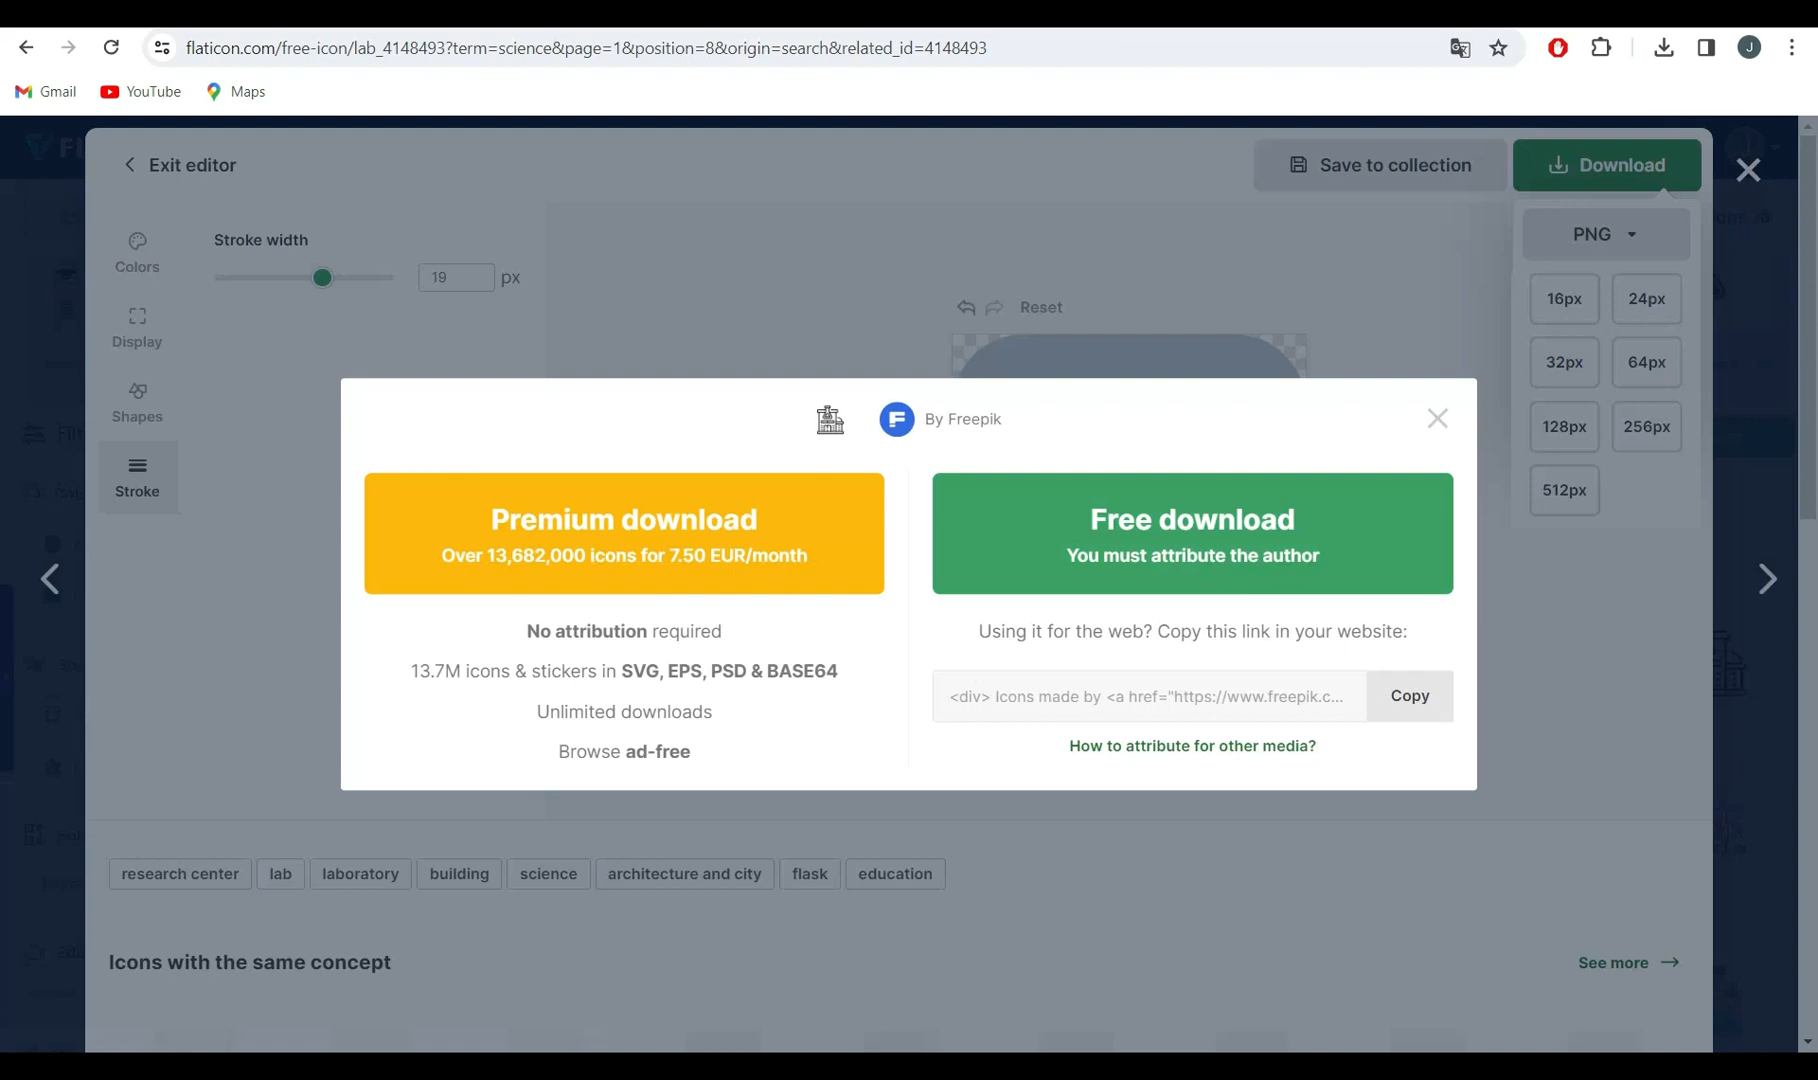 flaticon.com/free-icon/lab_4148493?term=science&page=1&position=8&origin=search&related_id=4148493
J
Gmail
YouTube
Maps
Exit editor
Save to collection
Download
Colors
Stroke width
19
px
PNG
Display
Reset
16px
24px
32px
64px
Shapes
By Freepik
128px
256px
Stroke
512px
Premium download
Over 13,682,000 icons for 7.50 EUR/month
Free download
You must attribute the author
No attribution required
Using it for the web? Copy this link in your website:
13.7M icons & stickers in SVG, EPS, PSD & BASE64
<div> Icons made by <a href="https://www.freepik.c...
Copy
Unlimited downloads
How to attribute for other media?
Browse ad-free
research center
lab
laboratory
building
science
architecture and city
flask
education
Icons with the same concept
See more